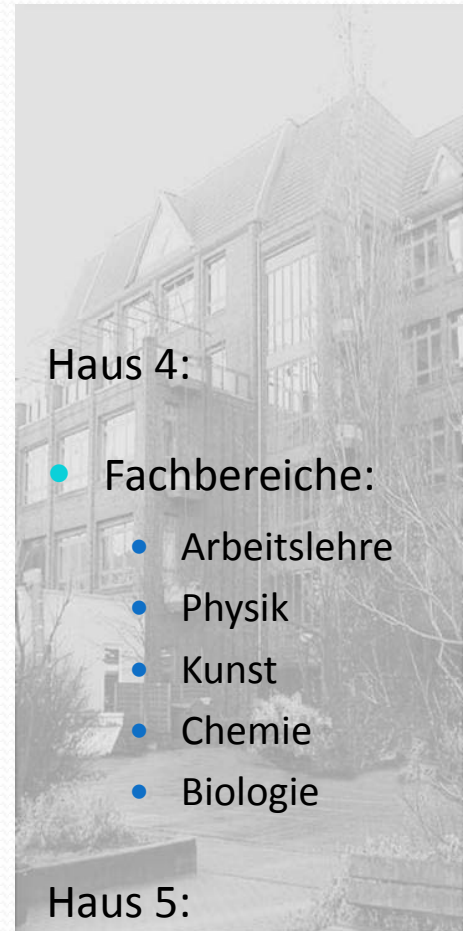 Haus 4:
Fachbereiche:
Arbeitslehre
Physik
Kunst
Chemie
Biologie
Haus 5: